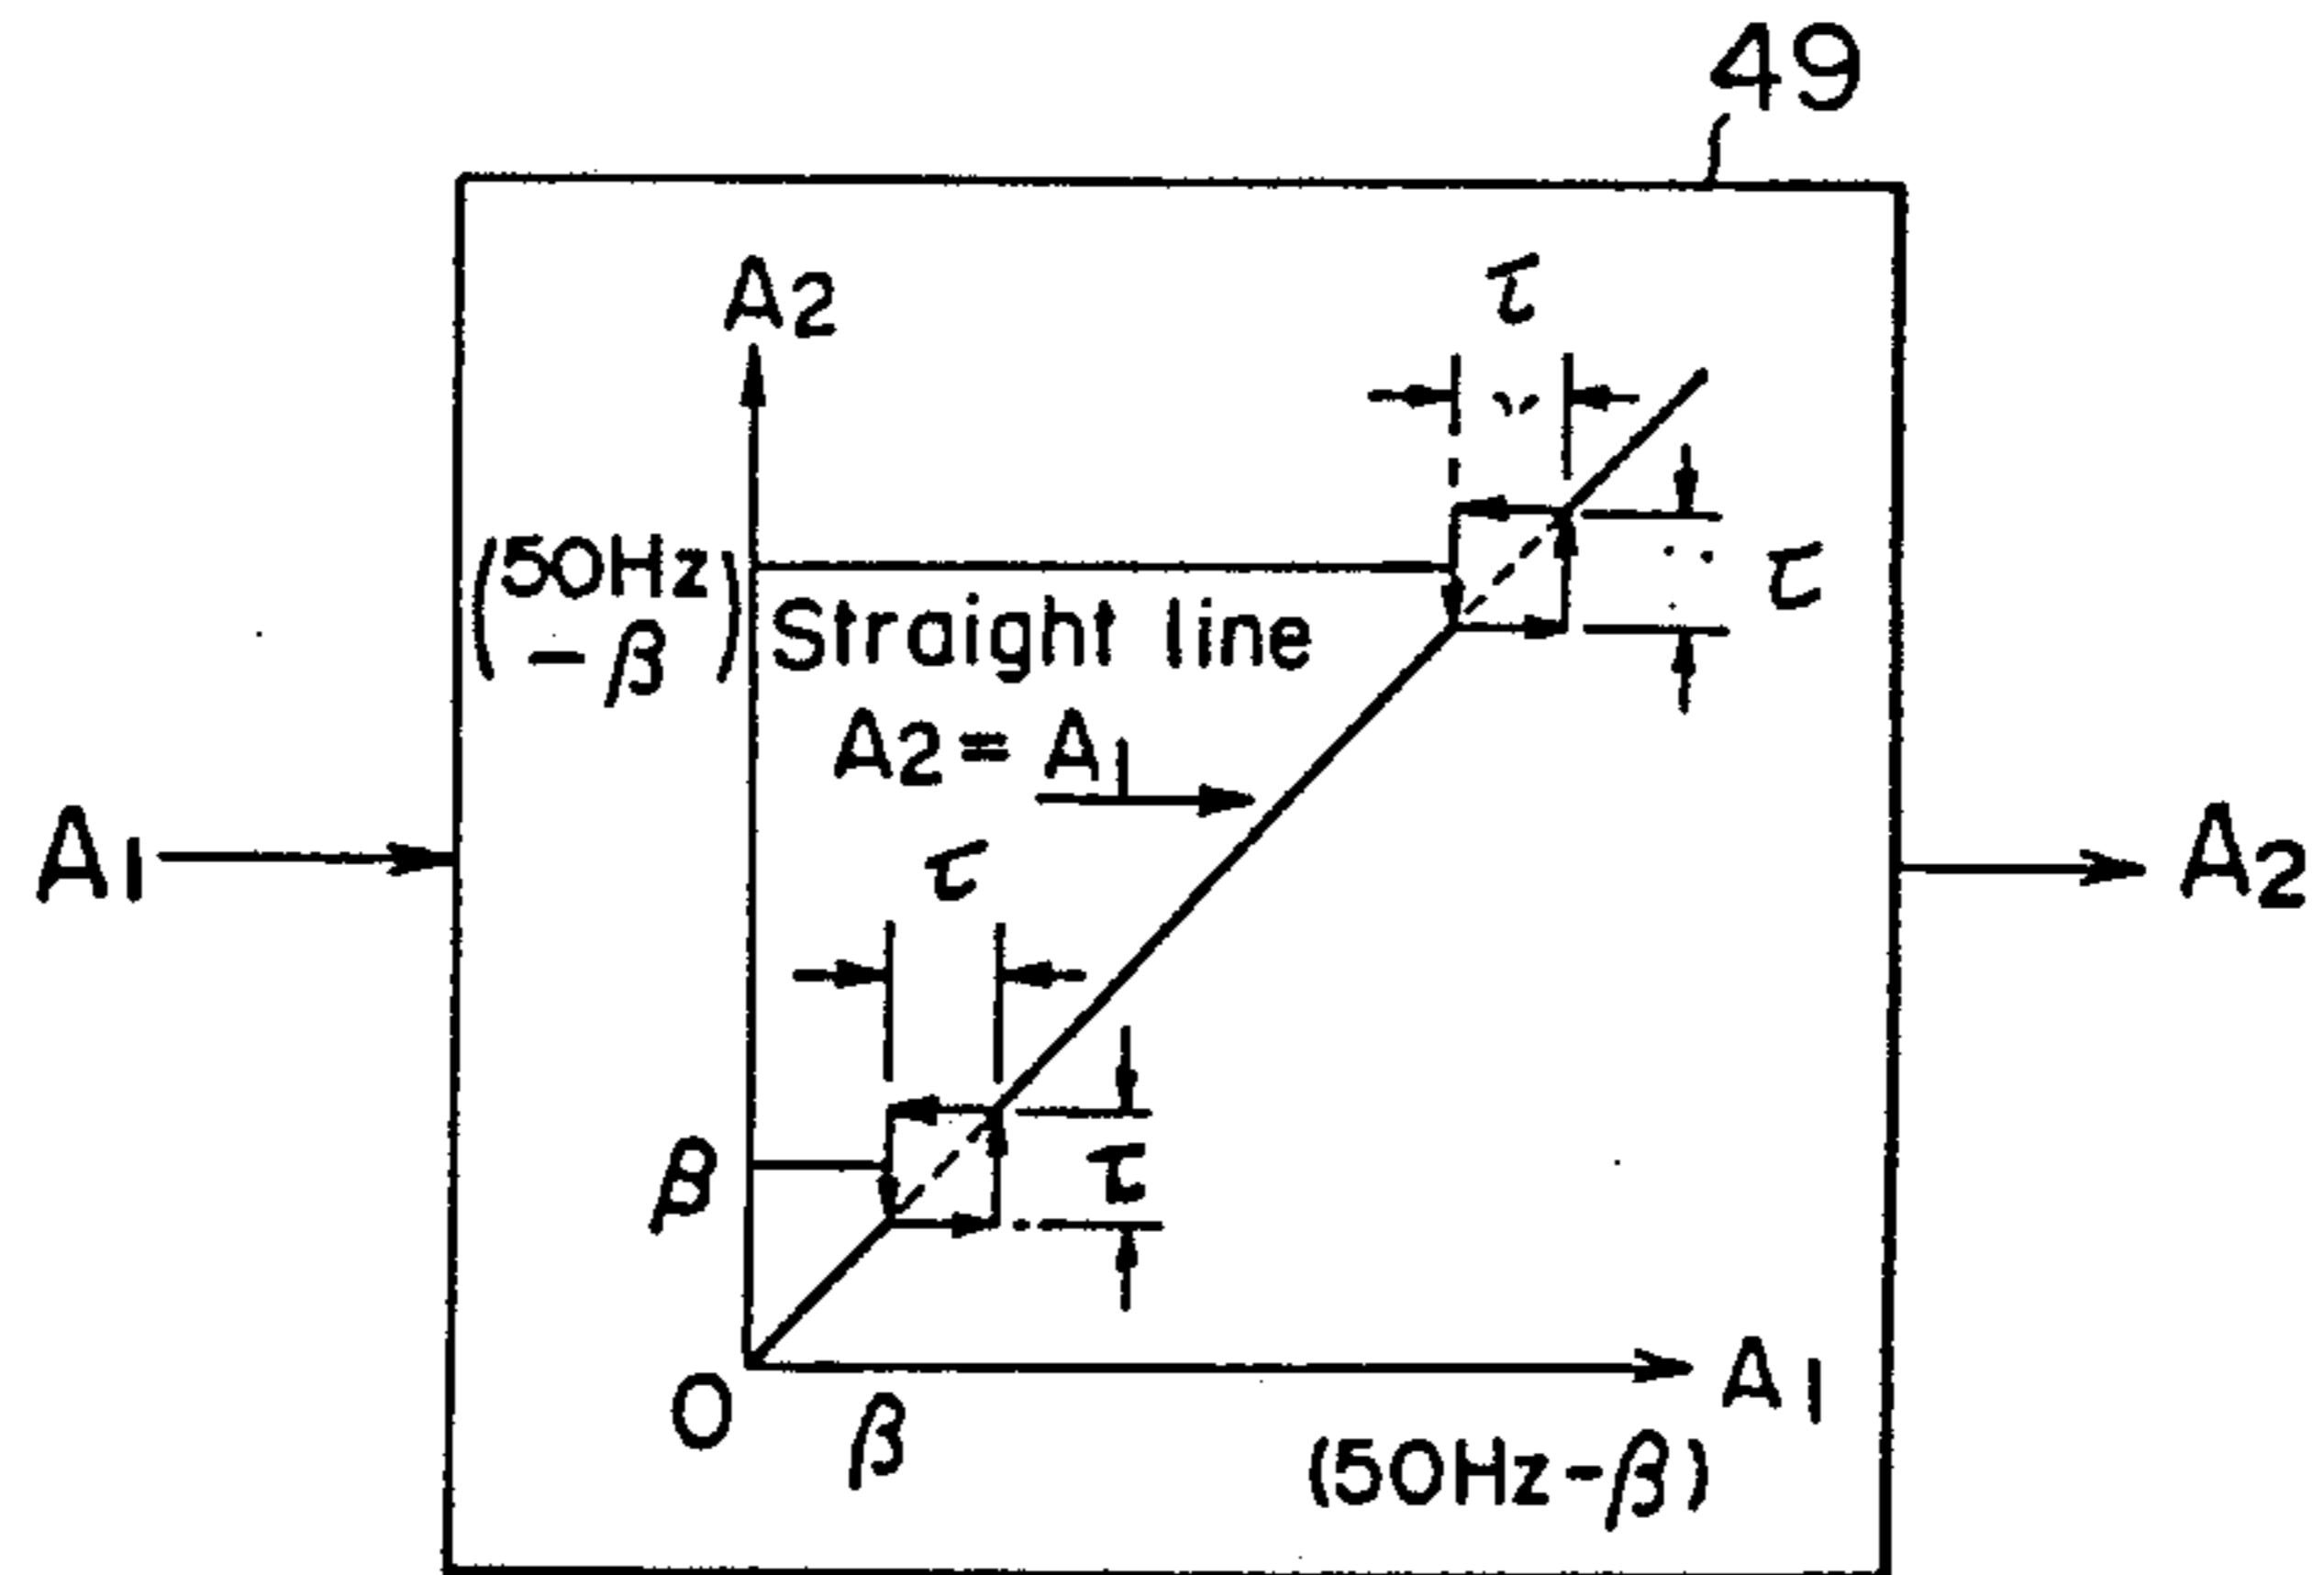 49
A2
τ
(50Hz
-β)
τ
Straight line
A2=A1
A1
A2
τ
β
τ
O
A1
β
(50Hz-β)